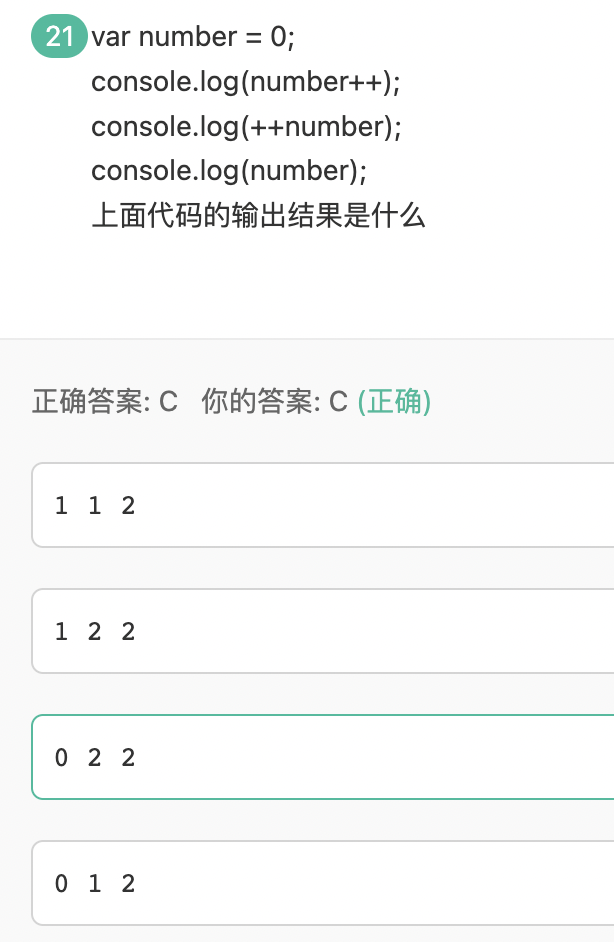 21 var number = 0;
console.log(number++);
console.log(++number);
console.log(number);
上面代码的输出结果是什么
正确答案: C 你的答案: C (正确)
1 1 2
1 2 2
0 2 2
0 1 2